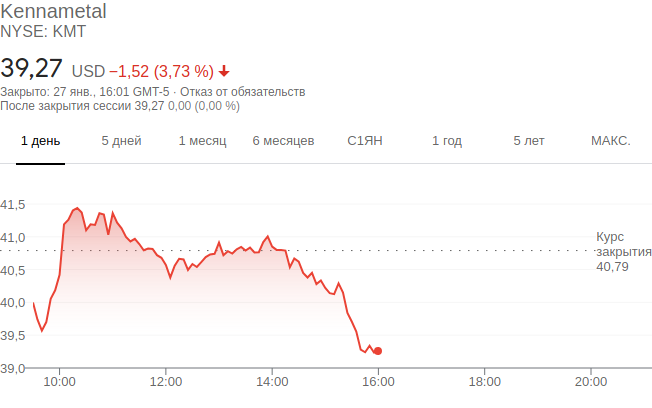 Kennametal
NYSE: KMT
39,27 USD −1,52 (3,73 %)
Закрыто: 27 янв., 16:01 GMT-5 · Отказ от обязательств
После закрытия сессии 39,27 0,00 (0,00 %)
1 день 5 дней 1 месяц 6 месяцев С1ЯН 1 год 5 лет МАКС.
41,5
41,0
40,5
40,0
39,5
39,0
Курс
закрытия
40,79
10:00 12:00 14:00 16:00 18:00 20:00